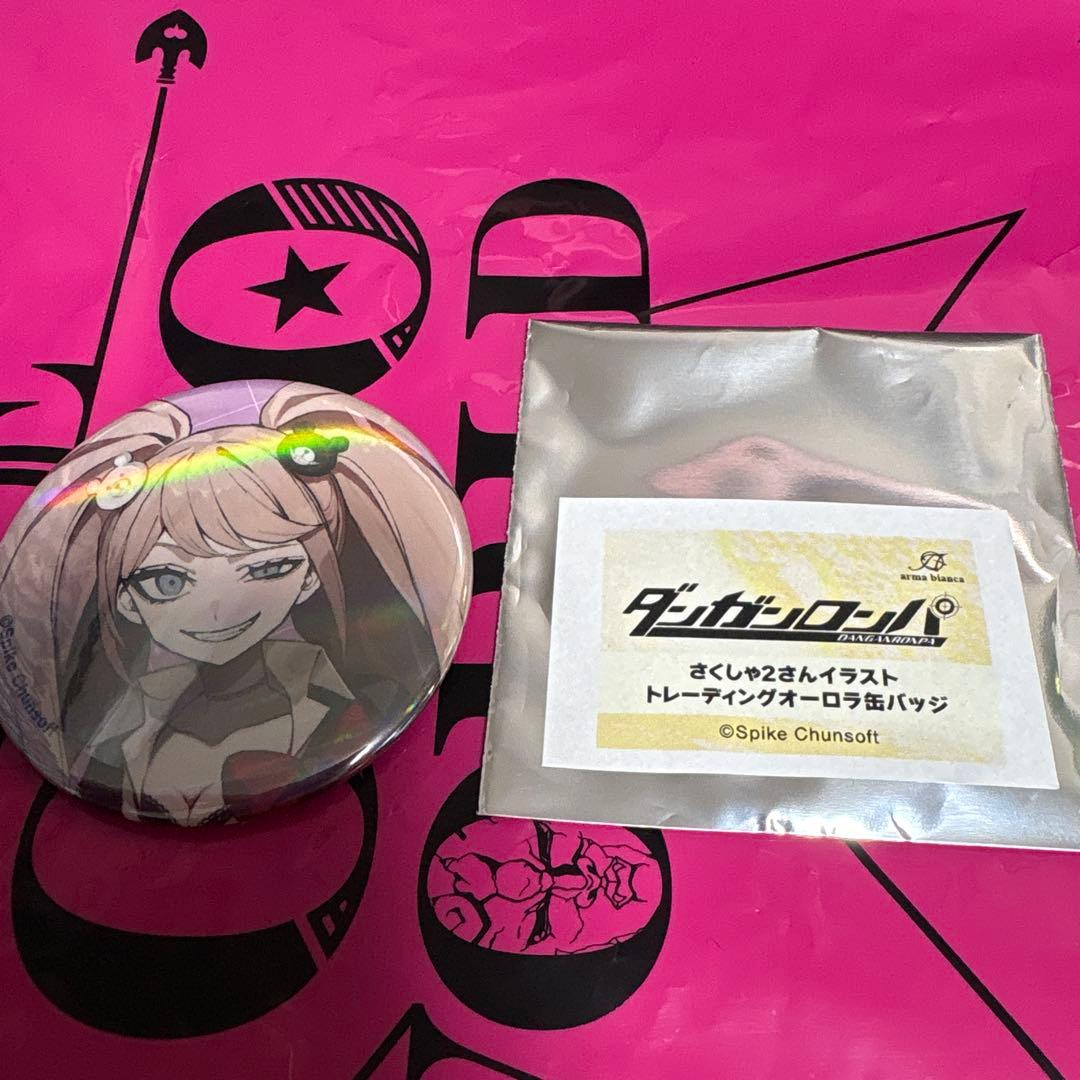 arma bianca
ダンガンロンパ
DANGANRONPA
さくしゃ2さんイラスト
トレーディングオーロラ缶バッジ
©Spike Chunsoft
©Spike Chunsoft